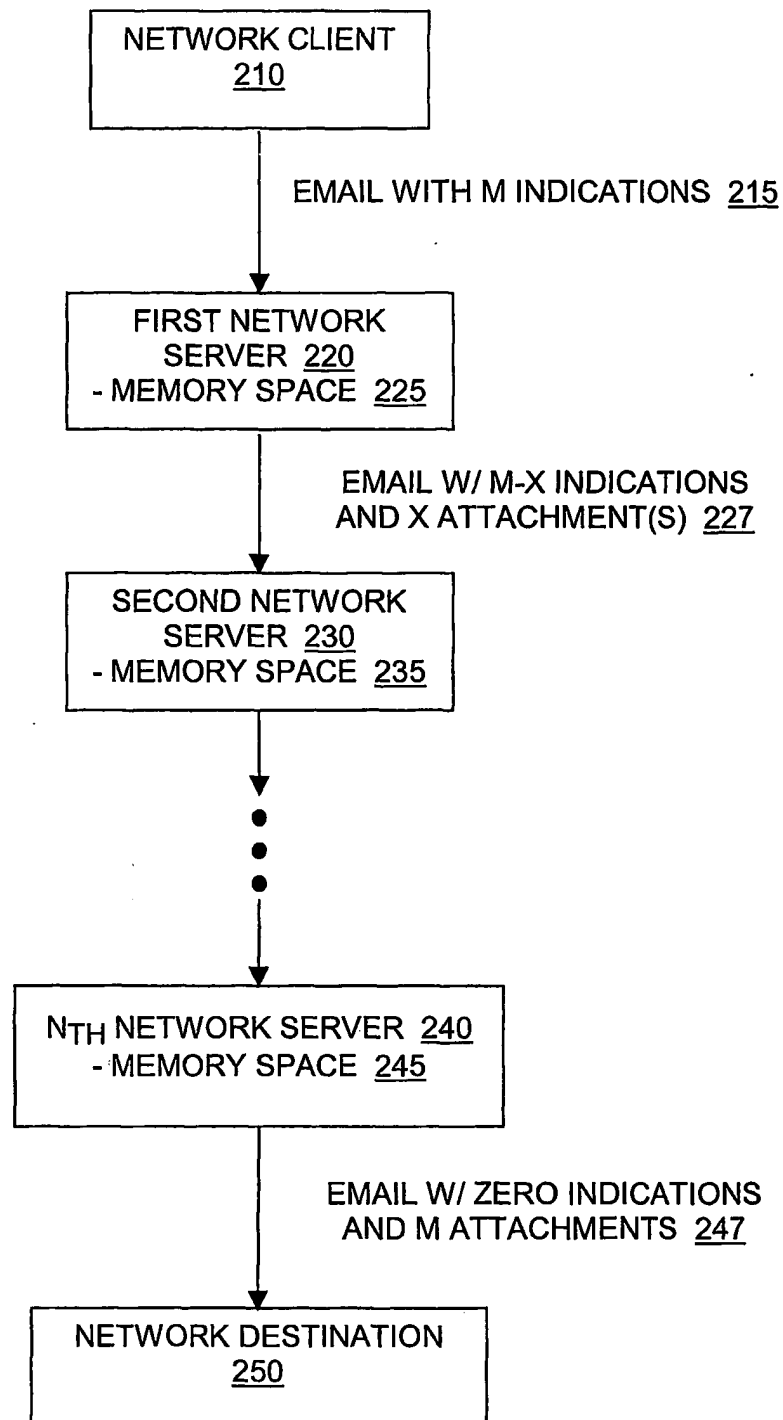 NETWORK CLIENT
210
EMAIL WITH M INDICATIONS 215
FIRST NETWORK
SERVER 220
- MEMORY SPACE 225
EMAIL W/ M-X INDICATIONS
AND X ATTACHMENT(S) 227
SECOND NETWORK
SERVER 230
- MEMORY SPACE 235
NTH NETWORK SERVER 240
- MEMORY SPACE 245
EMAIL W/ ZERO INDICATIONS
AND M ATTACHMENTS 247
NETWORK DESTINATION
250